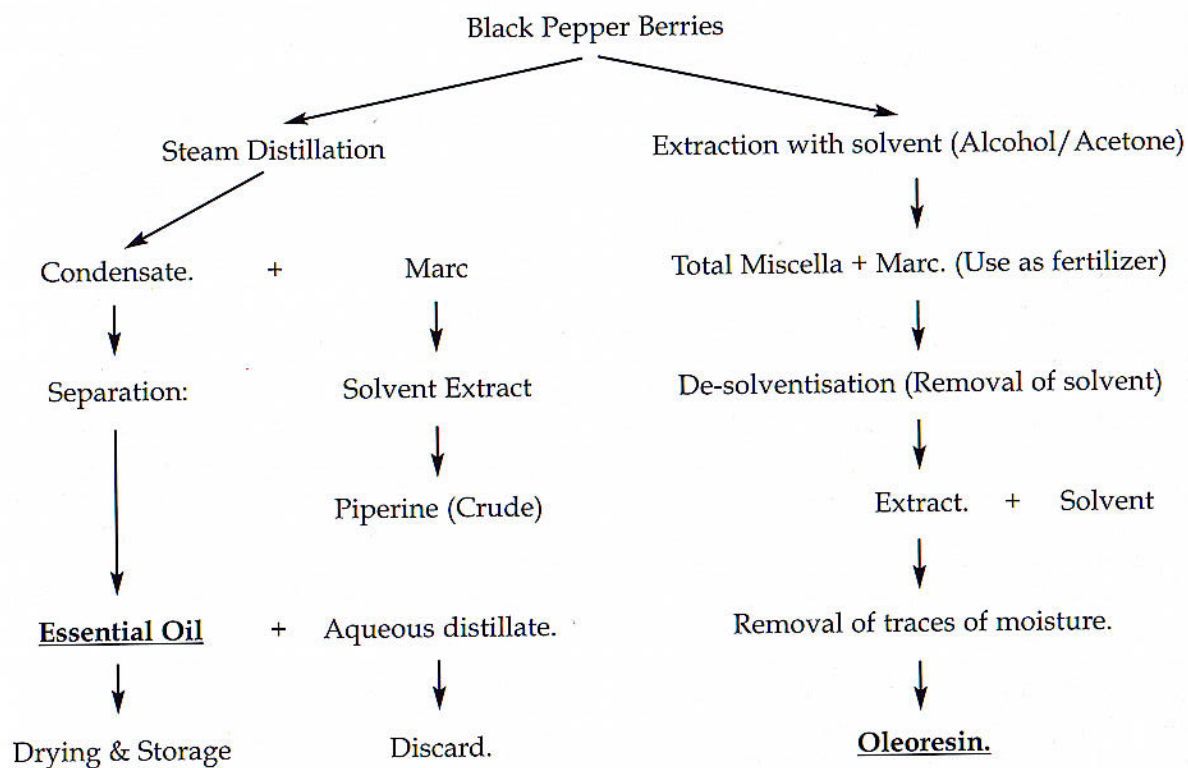 Black Pepper Berries
Steam Distillation
Extraction with solvent (Alcohol/Acetone)
Condensate. + Marc
Total Miscella + Marc. (Use as fertilizer)
Separation:
Solvent Extract
De-solventisation (Removal of solvent)
Piperine (Crude)
Extract. + Solvent
Essential Oil + Aqueous distillate.
Removal of traces of moisture.
Drying & Storage
Discard.
Oleoresin.